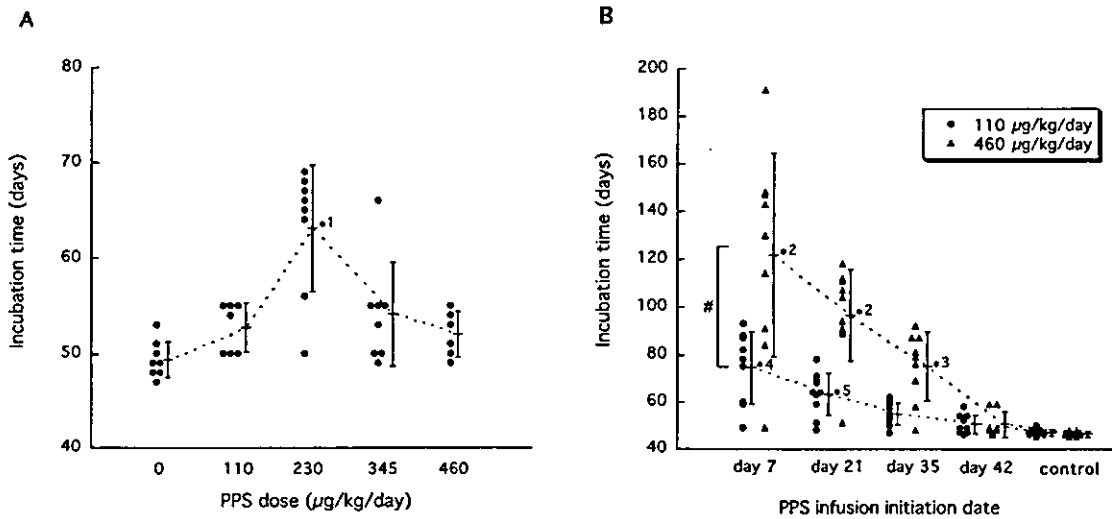 A
80
70
60
50
40
Incubation time (days)
*1
0 110 230 345 460
PPS dose (µg/kg/day)
B
200
180
160
140
120
100
80
60
40
Incubation time (days)
110 µg/kg/day
460 µg/kg/day
#
*2
*2
*3
*4
*5
day 7 day 21 day 35 day 42 control
PPS infusion initiation date